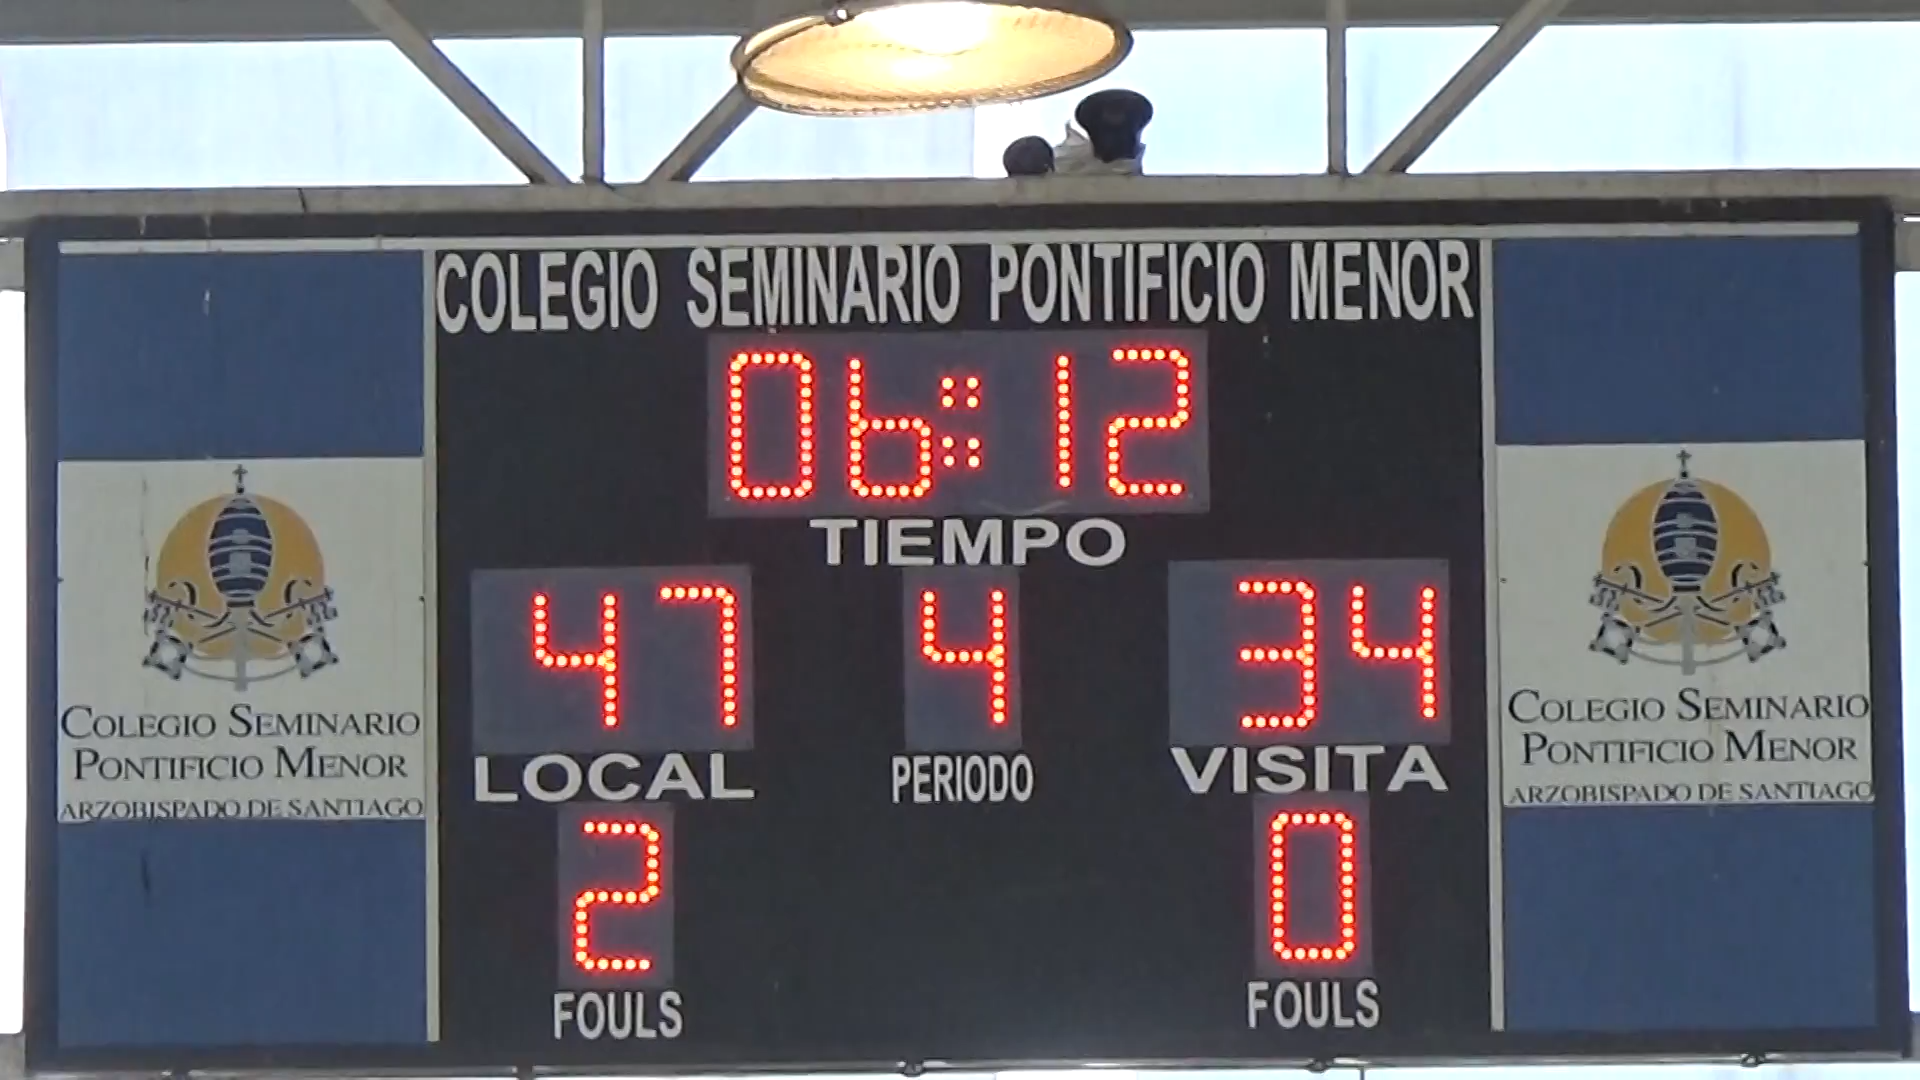 COLEGIO SEMINARIO PONTIFICIO MENOR
06:12
TIEMPO
47 4 34
LOCAL PERIODO VISITA
2 0
FOULS FOULS
COLEGIO SEMINARIO
PONTIFICIO MENOR
ARZOBISPADO DE SANTIAGO
COLEGIO SEMINARIO
PONTIFICIO MENOR
ARZOBISPADO DE SANTIAGO